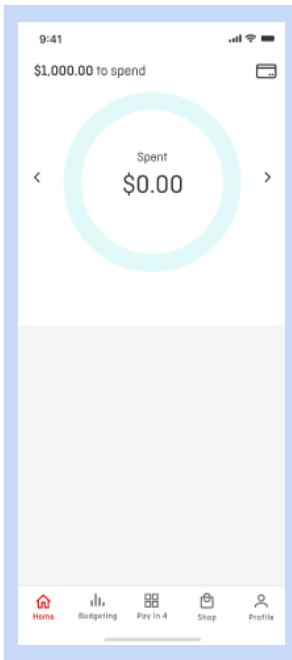 9:41
$1,000.00 to spend
Spent
$0.00
Home Budgeting Pay in 4 Shop Profile